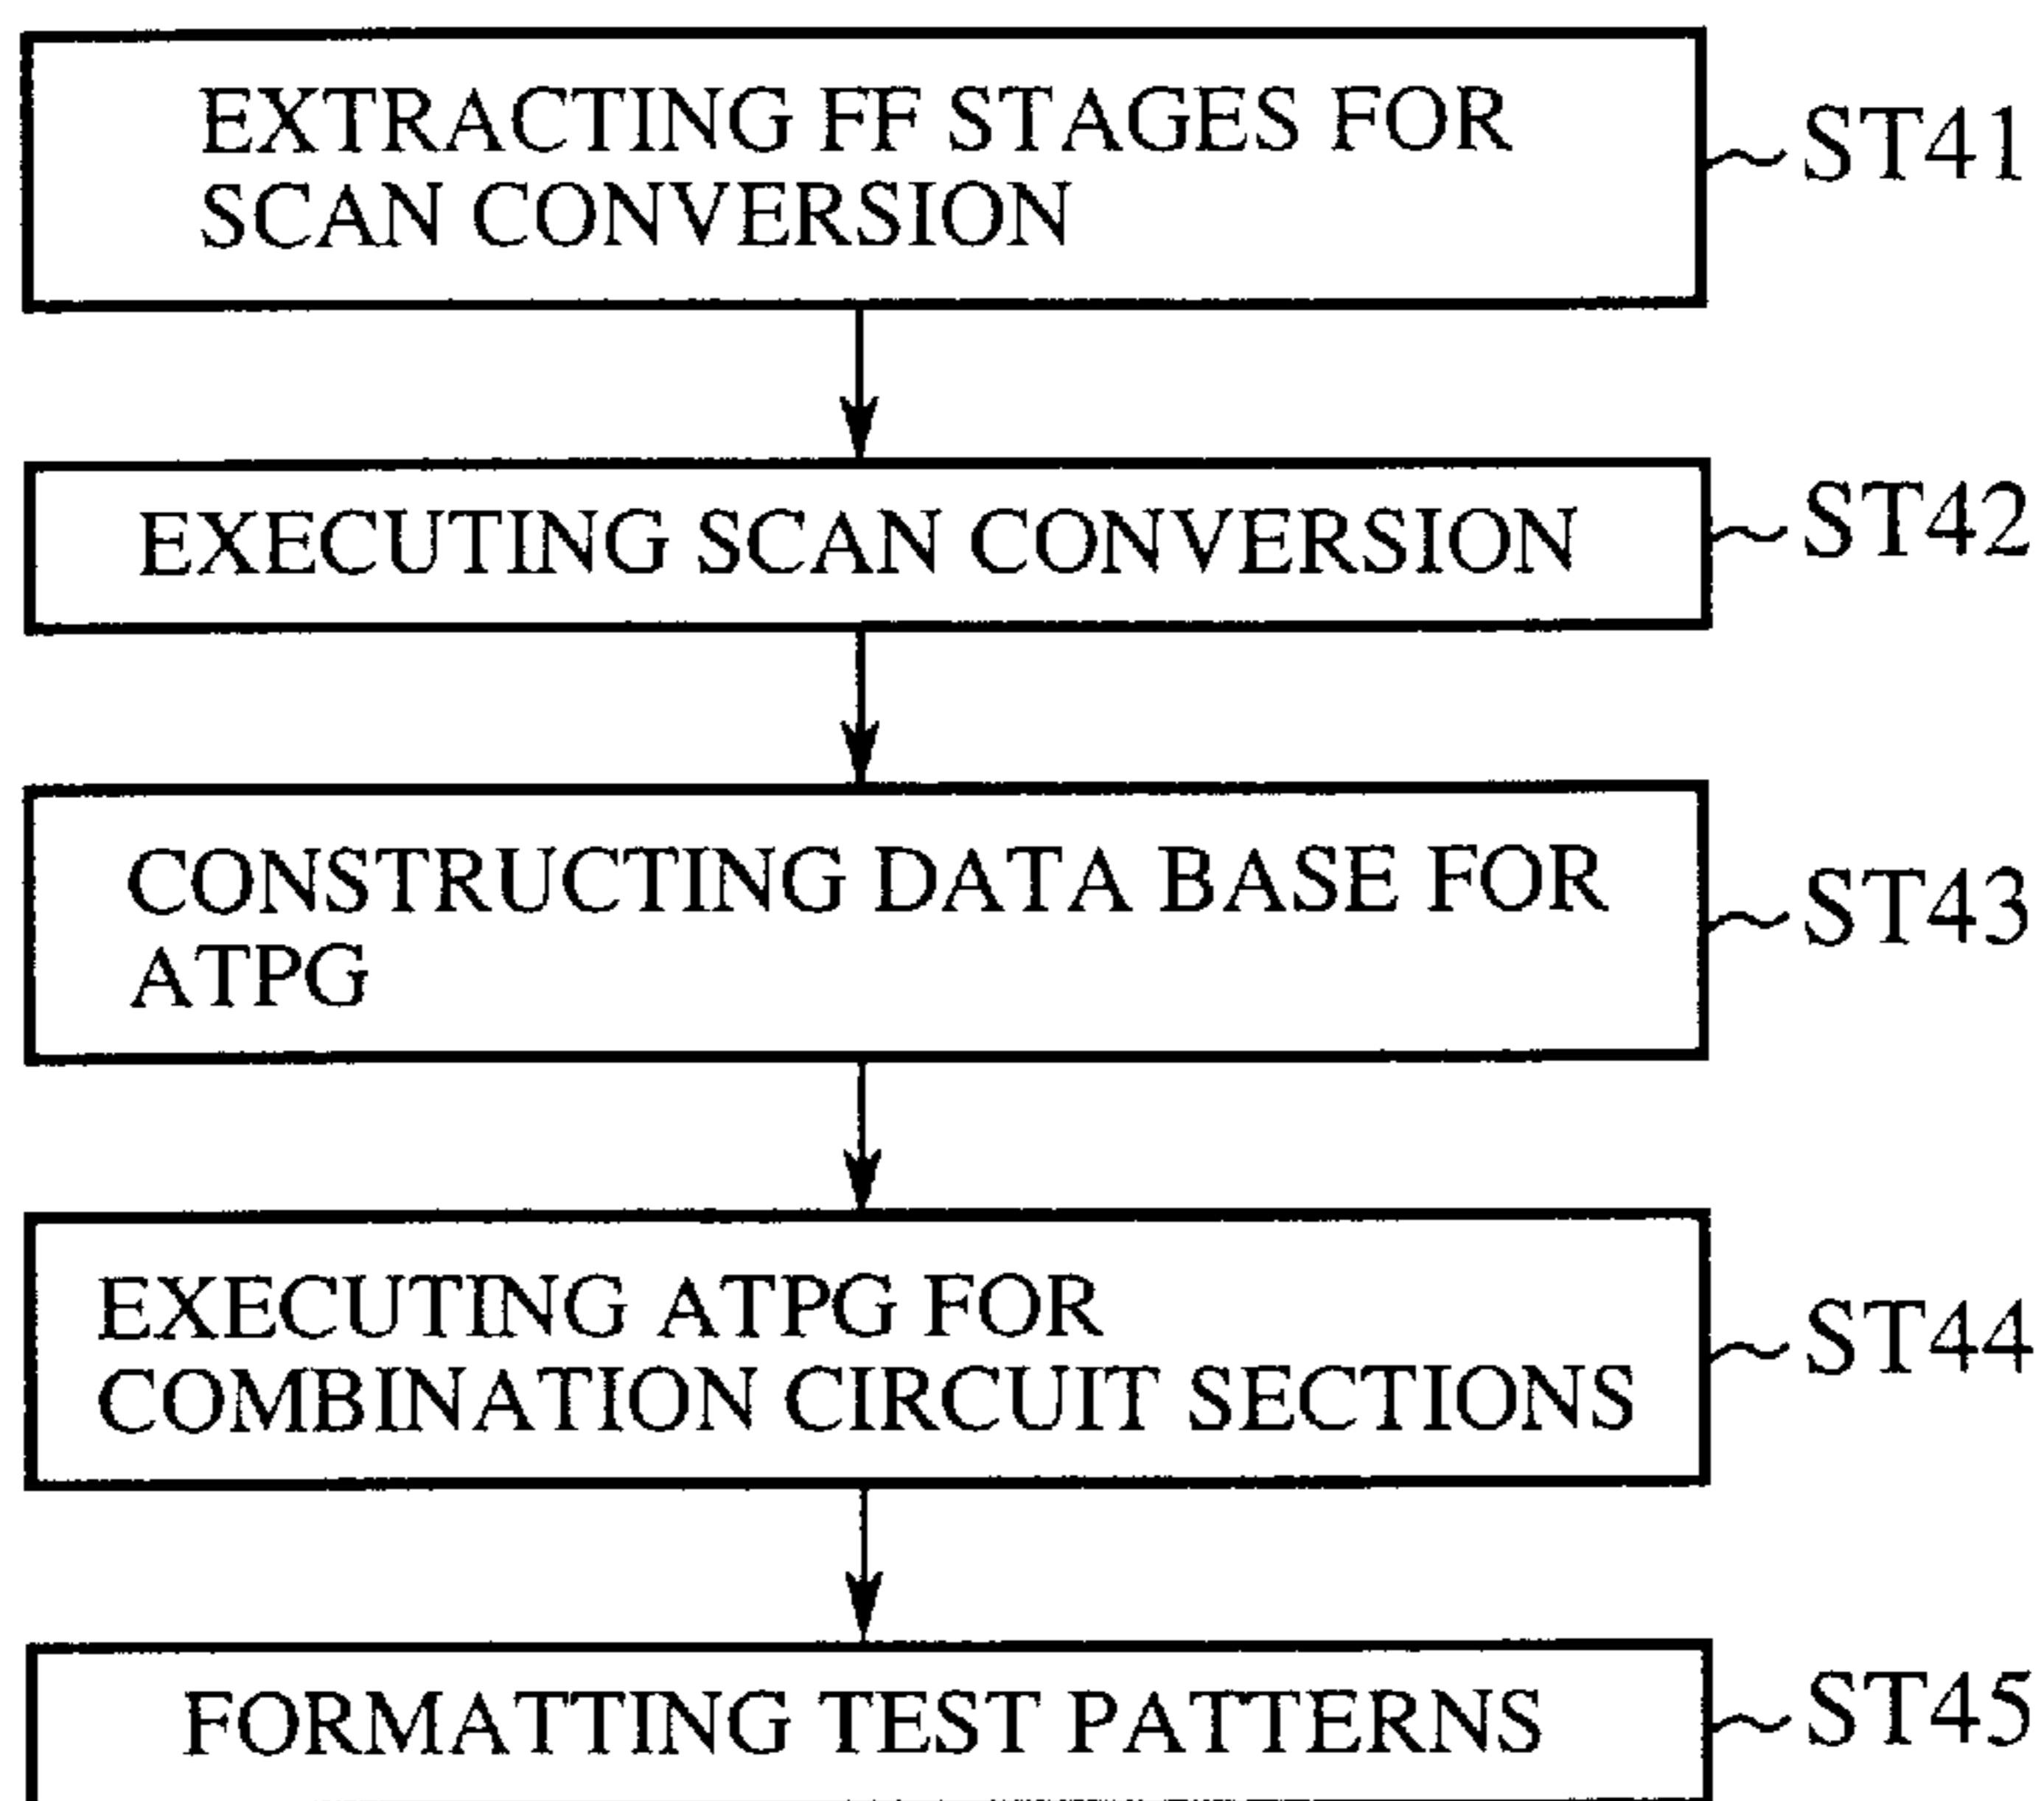 EXTRACTING FF STAGES FOR
SCAN CONVERSION
ST41
EXECUTING SCAN CONVERSION
ST42
CONSTRUCTING DATA BASE FOR
ATPG
ST43
EXECUTING ATPG FOR
COMBINATION CIRCUIT SECTIONS
ST44
FORMATTING TEST PATTERNS
ST45